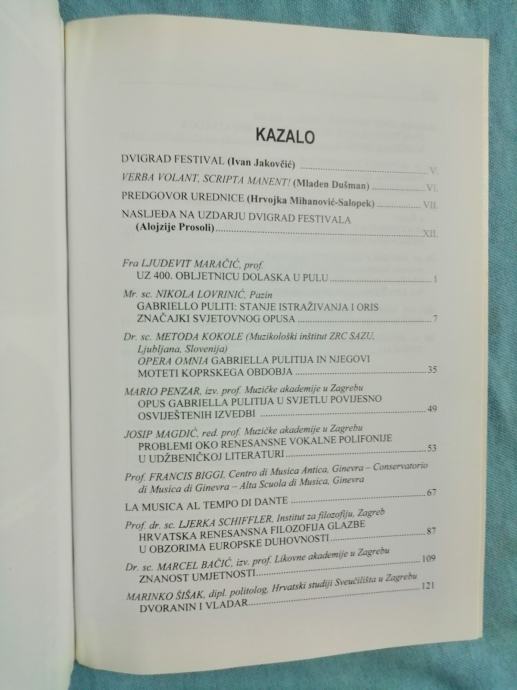 KAZALO
DVIGRAD FESTIVAL (Ivan Jakovčić) ........ V.
VERBA VOLANT, SCRIPTA MANENT! (Mladen Dušman) ........ VI.
PREDGOVOR UREDNICE (Hrvojka Mihanović-Salopek) ........ VII.
NASLJEĐA NA UZDARJU DVIGRAD FESTIVALA
(Alojzije Prosoli) ........ XII.
Fra LJUDEVIT MARAČIĆ, prof.
UZ 400. OBLJETNICU DOLASKA U PULU ........ 1
Mr. sc. NIKOLA LOVRINIĆ, Pazin
GABRIELLO PULITI: STANJE ISTRAŽIVANJA I ORIS
ZNAČAJKI SVJETOVNOG OPUSA ........ 7
Dr. sc. METODA KOKOLE (Muzikološki inštitut ZRC SAZU,
Ljubljana, Slovenija)
OPERA OMNIA GABRIELLA PULITIJA IN NJEGOVI
MOTETI KOPRSKEGA OBDOBJA ........ 35
MARIO PENZAR, izv. prof. Muzičke akademije u Zagrebu
OPUS GABRIELLA PULITIJA U SVJETLU POVIJESNO
OSVIJEŠTENIH IZVEDBI ........ 49
JOSIP MAGDIĆ, red. prof. Muzičke akademije u Zagrebu
PROBLEMI OKO RENESANSNE VOKALNE POLIFONIJE
U UDŽBENIČKOJ LITERATURI ........ 53
Prof. FRANCIS BIGGI, Centro di Musica Antica, Ginevra – Conservatorio
di Musica di Ginevra – Alta Scuola di Musica, Ginevra
LA MUSICA AL TEMPO DI DANTE ........ 67
Prof. dr. sc. LJERKA SCHIFFLER, Institut za filozofiju, Zagreb
HRVATSKA RENESANSNA FILOZOFIJA GLAZBE
U OBZORIMA EUROPSKE DUHOVNOSTI ........ 87
Dr. sc. MARCEL BAČIĆ, izv. prof. Likovne akademije u Zagrebu
ZNANOST UMJETNOSTI ........ 109
MARINKO ŠIŠAK, dipl. politolog, Hrvatski studiji Sveučilišta u Zagrebu
DVORANIN I VLADAR ........ 121